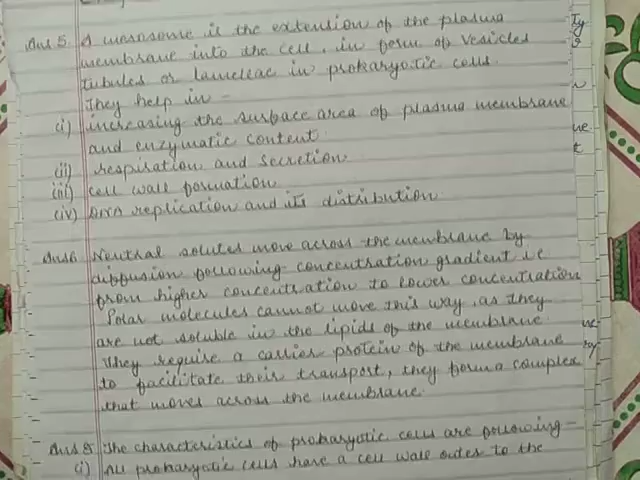 Ans 5. A mesosome is the extension of the plasma
membrane into the cell, in form of vesicles
tubules or lamellae in prokaryotic cells.
They help in -
(i) increasing the surface area of plasma membrane
and enzymatic content.
(ii) respiration and secretion.
(iii) cell wall formation
(iv) DNA replication and its distribution.
Ans 6. Neutral solutes move across the membrane by
diffusion following concentration gradient i.e
from higher concentration to lower concentration
Polar molecules cannot move this way, as they
are not soluble in the lipids of the membrane.
They require a carrier protein of the membrane
to facilitate their transport, they form a complex
that moves across the membrane.
Ans 8. The characteristics of prokaryotic cells are following -
(i) All prokaryotic cells have a cell wall outer to the